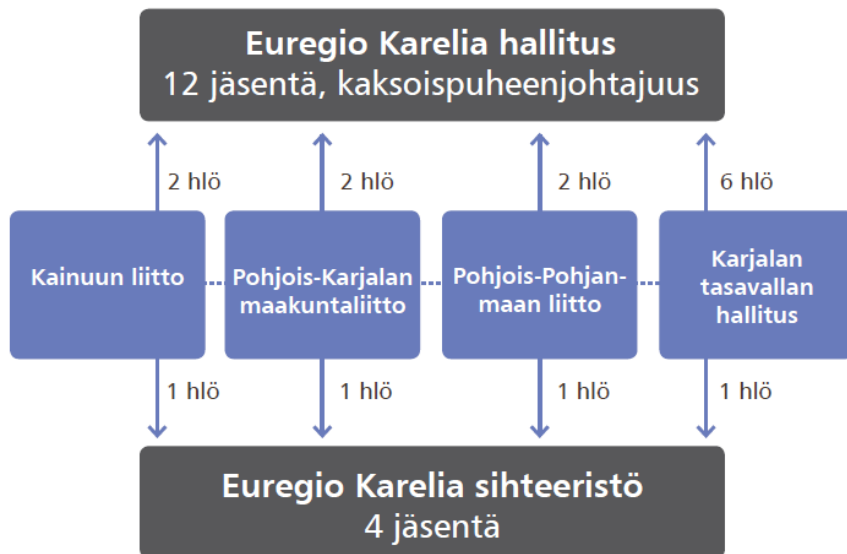 Euregio Karelia hallitus
12 jäsentä, kaksoispuheenjohtajuus
2 hlö
2 hlö
2 hlö
6 hlö
Kainuun liitto
Pohjois-Karjalan
maakuntaliitto
Pohjois-Pohjan-
maan liitto
Karjalan
tasavallan
hallitus
1 hlö
1 hlö
1 hlö
1 hlö
Euregio Karelia sihteeristö
4 jäsentä